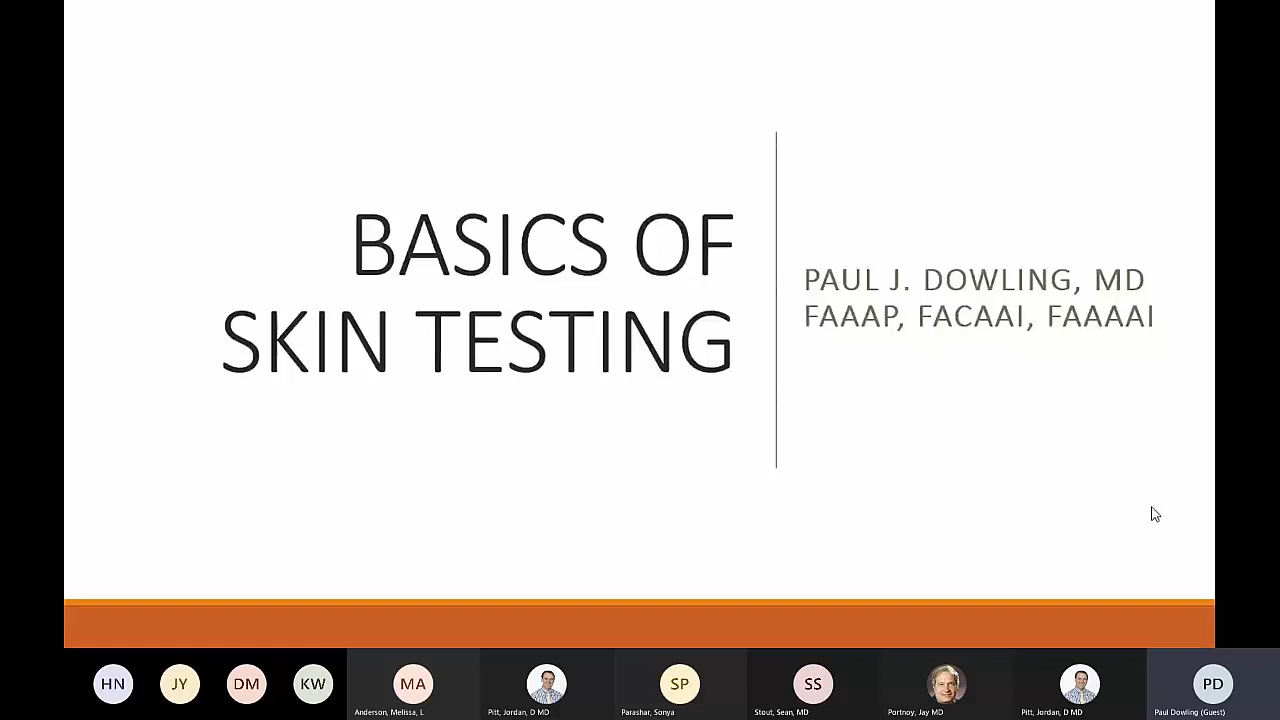 BASICS OF
SKIN TESTING
PAUL J. DOWLING, MD
FAAAP, FACAAI, FAAAAI
HN
JY
DM
KW
MA
SP
SS
PD
Anderson, Melissa, L
Pitt, Jordan, D MD
Parashar, Sonya
Stout, Sean, MD
Portnoy, Jay MD
Pitt, Jordan, D MD
Paul Dowling (Guest)